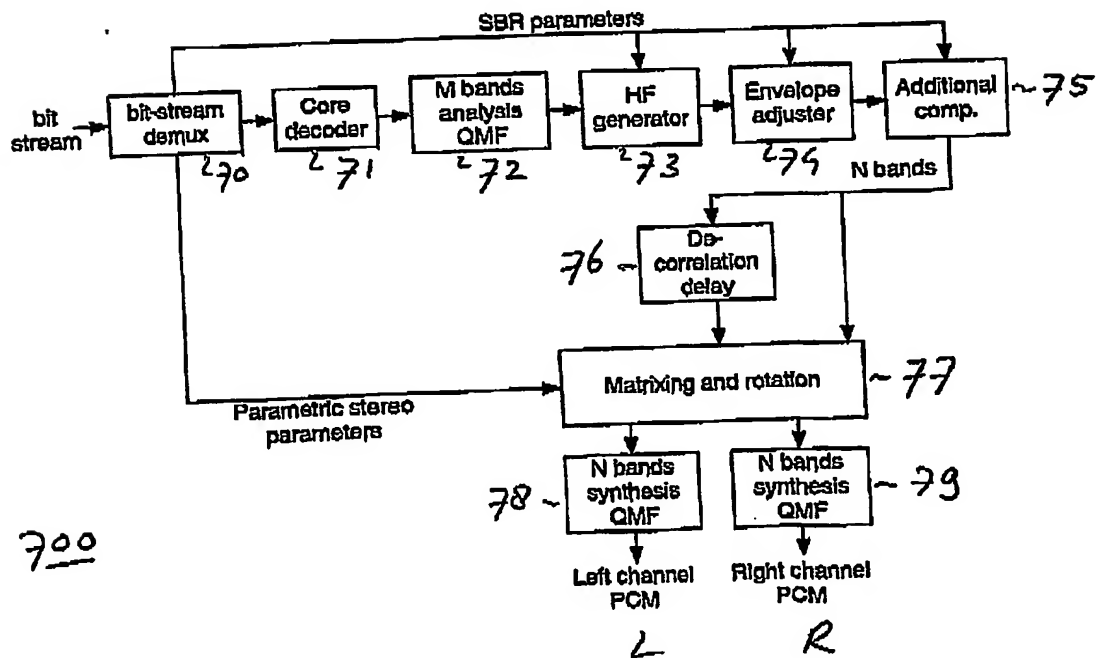 SBR parameters
bit
stream
bit-stream
demux
Core
decoder
M bands
analysis
QMF
HF
generator
Envelope
adjuster
Additional
comp.
~75
70
71
72
73
74
N bands
76 ~
De-
correlation
delay
Matrixing and rotation
~77
Parametric stereo
parameters
78 ~
N bands
synthesis
QMF
N bands
synthesis
QMF
~79
700
Left channel
PCM
Right channel
PCM
L
R